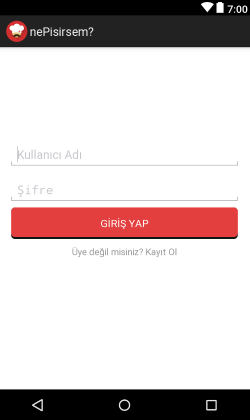 7:00
nePisirsem?
Kullanıcı Adı
Şifre
GİRİŞ YAP
Üye değil misiniz? Kayıt Ol